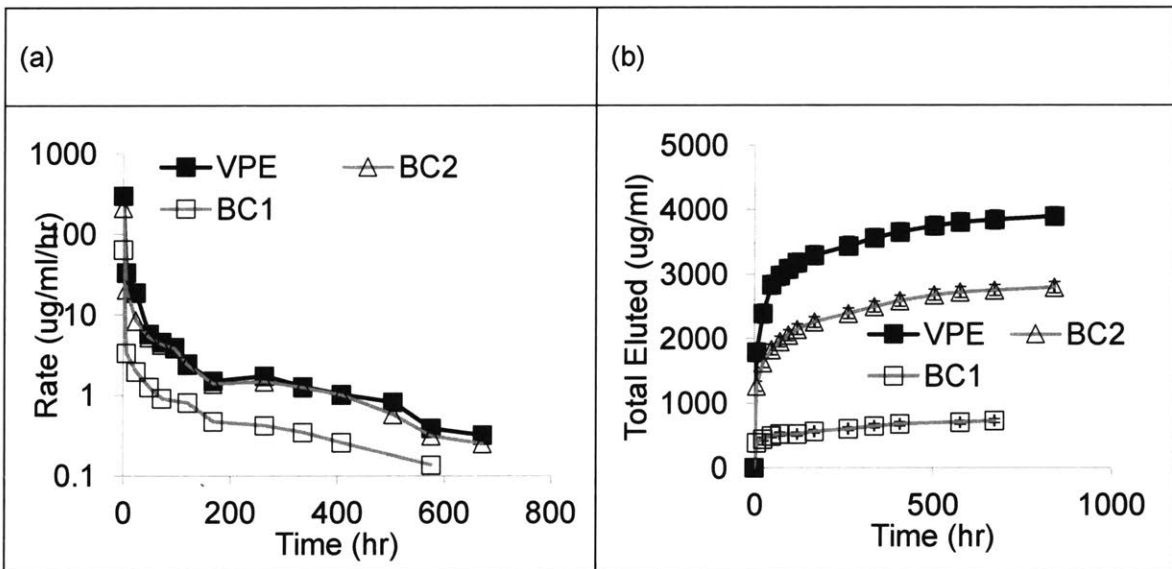 (a)
(b)
1000
100
10
1
0.1
Rate (ug/ml/hr)
VPE
BC2
BC1
0 200 400 600 800
Time (hr)
5000
4000
3000
2000
1000
0
Total Eluted (ug/ml)
VPE
BC2
BC1
0 500 1000
Time (hr)